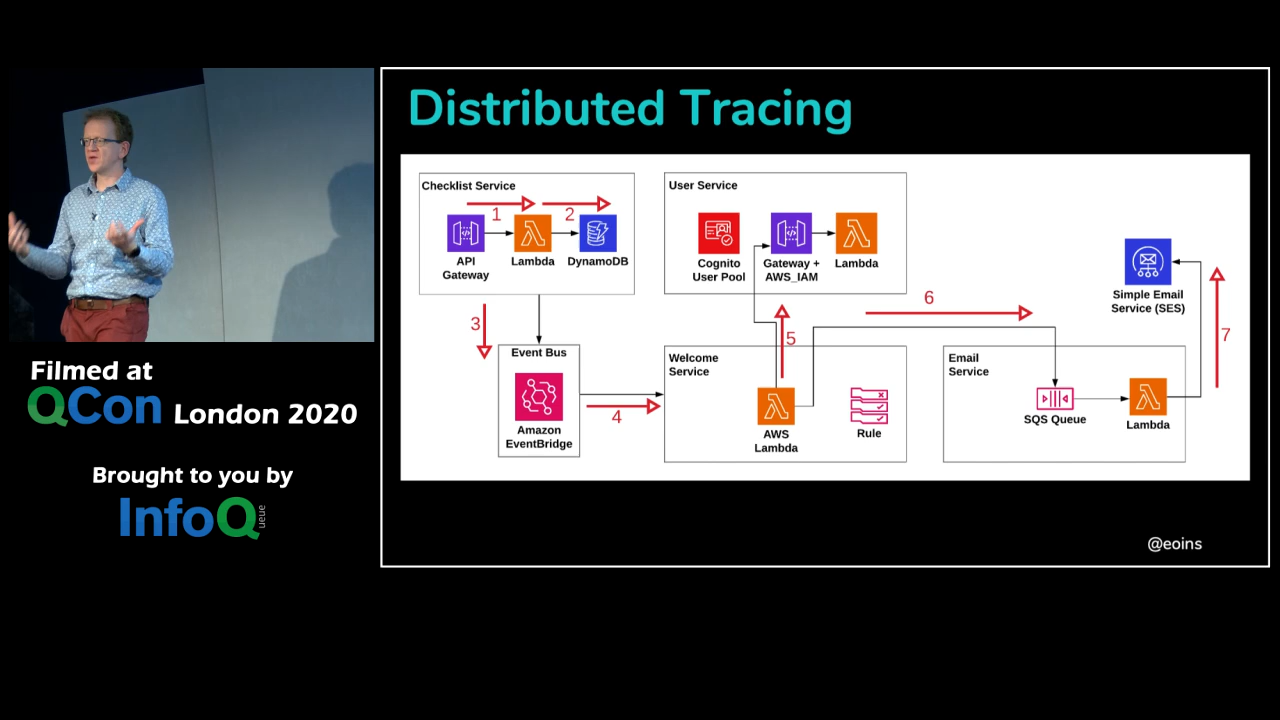 Distributed Tracing
Checklist Service
1
2
API
Gateway
Lambda
DynamoDB
User Service
Cognito
User Pool
Gateway +
AWS_IAM
Lambda
Simple Email
Service (SES)
3
Event Bus
Amazon
EventBridge
4
Welcome
Service
5
AWS
Lambda
Rule
6
Email
Service
SQS Queue
Lambda
7
@eoins
Filmed at
QCon London 2020
Brought to you by
InfoQueue